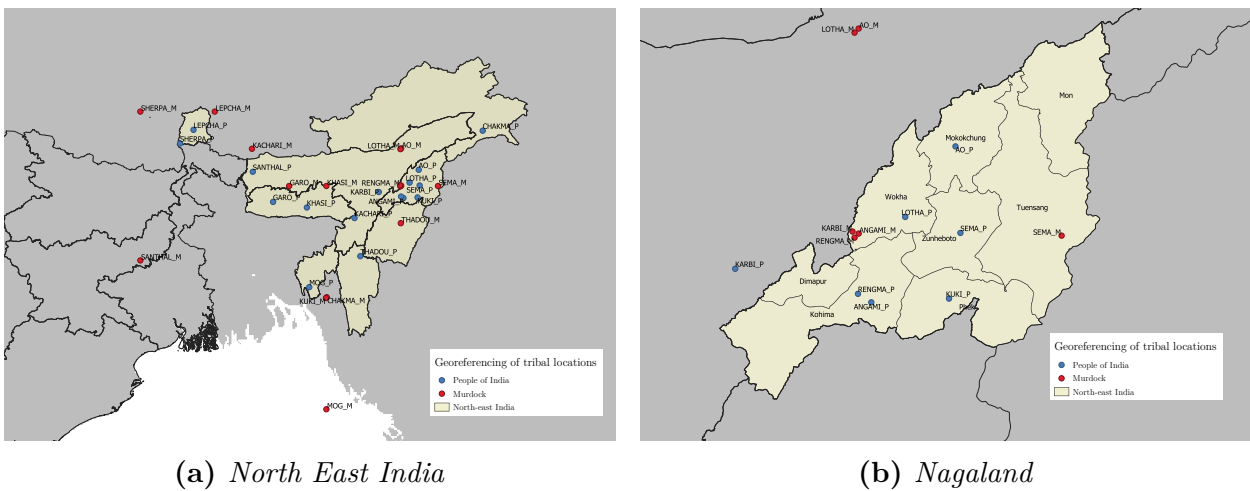 SHERPA_M
LEPCHA_M
LEPCHA_P
SHERPA_P
CHAKMA_P
KACHARI_M
LOTHA_M
AO_M
SANTHAL_P
AO_P
LOTHA_P
GARO_M
KHASI_M
RENGMA_M
SEMA_M
KARBI_P
SEMA_P
GARO_P
KHASI_P
ANGAMI_P
KUKI_P
KACHARI_P
THADOU_M
SANTHAL_M
THADOU_P
MOG_P
KUKI_M
CHAKMA_M
MOG_M
Georeferencing of tribal locations
People of India
Murdock
North-east India
(a) North East India
LOTHA_M
AO_M
Mon
Mokokchung
AO_P
Wokha
LOTHA_P
Tuensang
KARBI_M
ANGAMI_M
RENGMA_M
Zunheboto
SEMA_P
SEMA_M
KARBI_P
Dimapur
RENGMA_P
ANGAMI_P
KUKI_P
Phek
Kohima
Georeferencing of tribal locations
People of India
Murdock
North-east India
(b) Nagaland